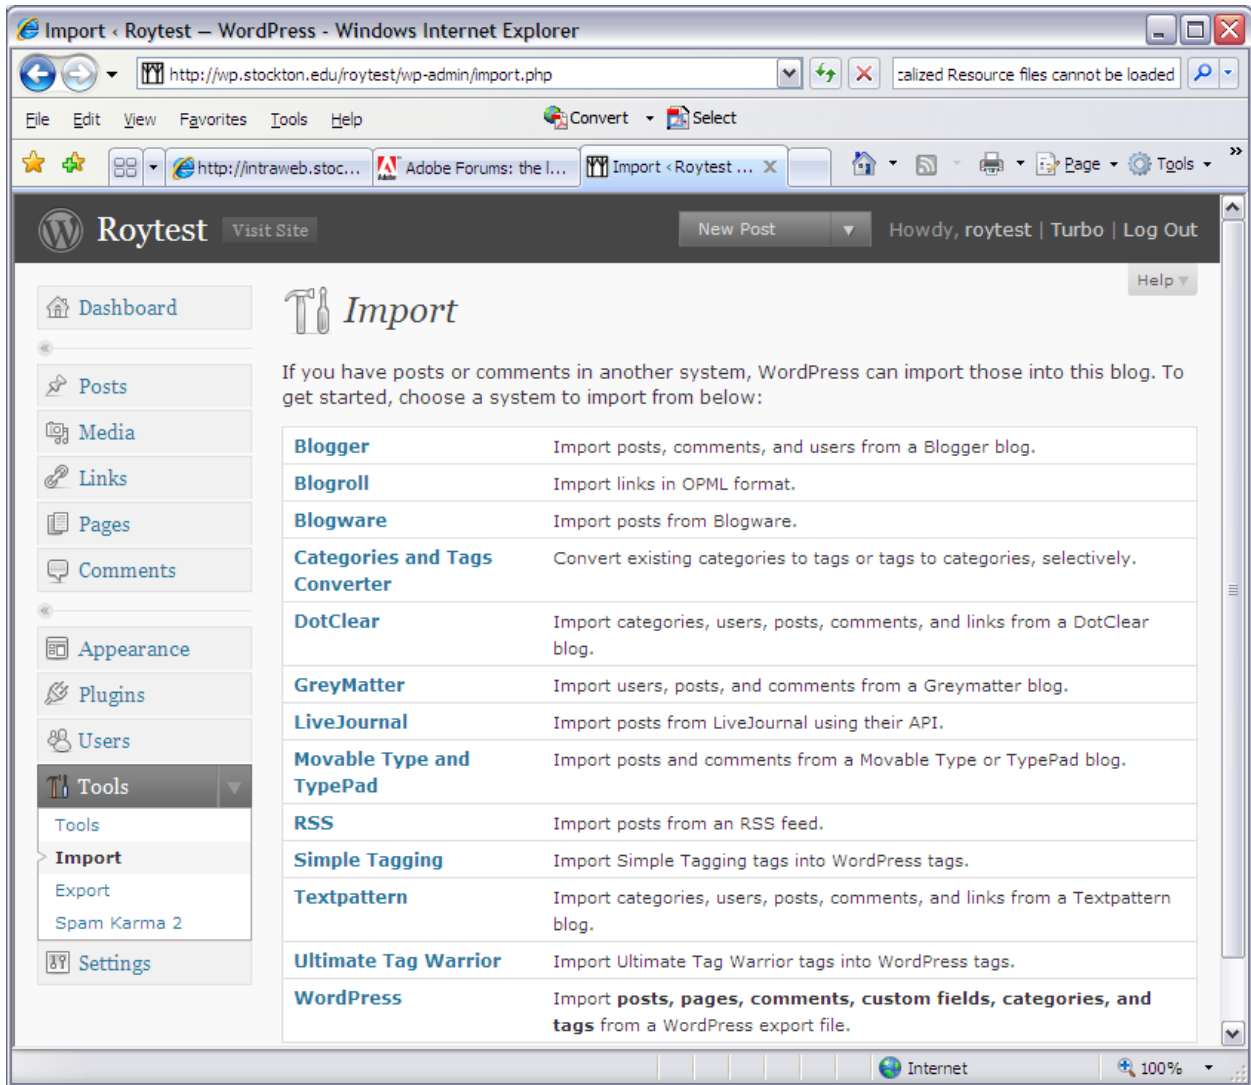 Import ‹ Roytest — WordPress - Windows Internet Explorer
http://wp.stockton.edu/roytest/wp-admin/import.php
calized Resource files cannot be loaded
File Edit View Favorites Tools Help
Convert Select
http://intraweb.stoc...
Adobe Forums: the l...
Import ‹ Roytest ...
Page Tools
Roytest Visit Site
New Post
Howdy, roytest | Turbo | Log Out
Help
Dashboard
Posts
Media
Links
Pages
Comments
Appearance
Plugins
Users
Tools
Tools
Import
Export
Spam Karma 2
Settings
Import
If you have posts or comments in another system, WordPress can import those into this blog. To
get started, choose a system to import from below:
Blogger Import posts, comments, and users from a Blogger blog.
Blogroll Import links in OPML format.
Blogware Import posts from Blogware.
Categories and Tags Convert existing categories to tags or tags to categories, selectively.
Converter
DotClear Import categories, users, posts, comments, and links from a DotClear
blog.
GreyMatter Import users, posts, and comments from a Greymatter blog.
LiveJournal Import posts from LiveJournal using their API.
Movable Type and Import posts and comments from a Movable Type or TypePad blog.
TypePad
RSS Import posts from an RSS feed.
Simple Tagging Import Simple Tagging tags into WordPress tags.
Textpattern Import categories, users, posts, comments, and links from a Textpattern
blog.
Ultimate Tag Warrior Import Ultimate Tag Warrior tags into WordPress tags.
WordPress Import posts, pages, comments, custom fields, categories, and
tags from a WordPress export file.
Internet 100%